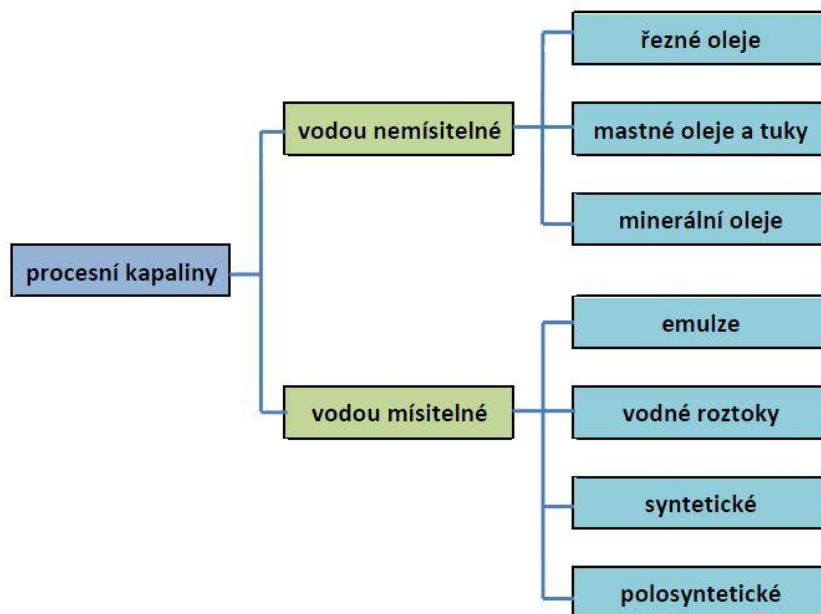 procesní kapaliny
vodou nemísitelné
řezné oleje
mastné oleje a tuky
minerální oleje
vodou mísitelné
emulze
vodné roztoky
syntetické
polosyntetické